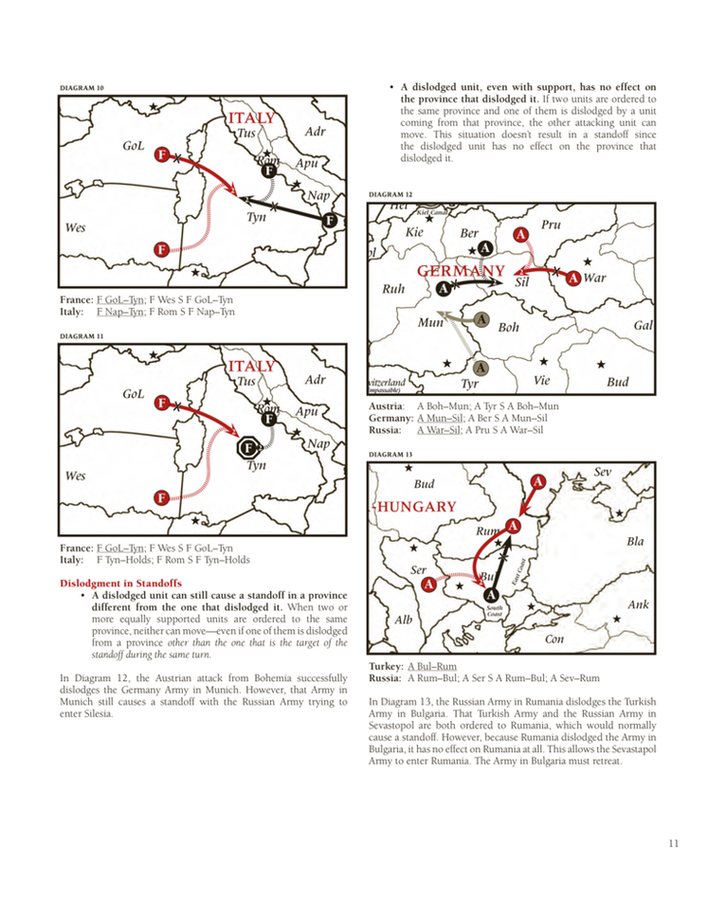 DIAGRAM 10
ITALY
Tus
Adr
GoL
F
Rom
Apu
F
Nap
Wes
Tyn
F
F
France: F GoL–Tyn; F Wes S F GoL–Tyn
Italy: F Nap–Tyn; F Rom S F Nap–Tyn
DIAGRAM 11
ITALY
Tus
Adr
GoL
F
Rom
Apu
F
Nap
F
Wes
Tyn
F
France: F GoL–Tyn; F Wes S F GoL–Tyn
Italy: F Tyn–Holds; F Rom S F Tyn–Holds
Dislodgment in Standoffs
• A dislodged unit can still cause a standoff in a province
different from the one that dislodged it. When two or
more equally supported units are ordered to the same
province, neither can move—even if one of them is dislodged
from a province other than the one that is the target of the
standoff during the same turn.
In Diagram 12, the Austrian attack from Bohemia successfully
dislodges the Germany Army in Munich. However, that Army in
Munich still causes a standoff with the Russian Army trying to
enter Silesia.
• A dislodged unit, even with support, has no effect on
the province that dislodged it. If two units are ordered to
the same province and one of them is dislodged by a unit
coming from that province, the other attacking unit can
move. This situation doesn't result in a standoff since
the dislodged unit has no effect on the province that
dislodged it.
DIAGRAM 12
Hel
Kiel Canal
Kie
Ber
A
Pru
A
GERMANY
Ruh
A
Sil
A
War
Mun
A
Boh
Gal
A
Switzerland
(impassable)
Tyr
Vie
Bud
Austria: A Boh–Mun; A Tyr S A Boh–Mun
Germany: A Mun–Sil; A Ber S A Mun–Sil
Russia: A War–Sil; A Pru S A War–Sil
DIAGRAM 13
Bud
A
Sev
-HUNGARY
Rum
A
Bla
Ser
A
Bul
East Coast
A
South
Coast
Ank
Alb
Con
Turkey: A Bul–Rum
Russia: A Rum–Bul; A Ser S A Rum–Bul; A Sev–Rum
In Diagram 13, the Russian Army in Rumania dislodges the Turkish
Army in Bulgaria. That Turkish Army and the Russian Army in
Sevastopol are both ordered to Rumania, which would normally
cause a standoff. However, because Rumania dislodged the Army in
Bulgaria, it has no effect on Rumania at all. This allows the Sevastapol
Army to enter Rumania. The Army in Bulgaria must retreat.
11